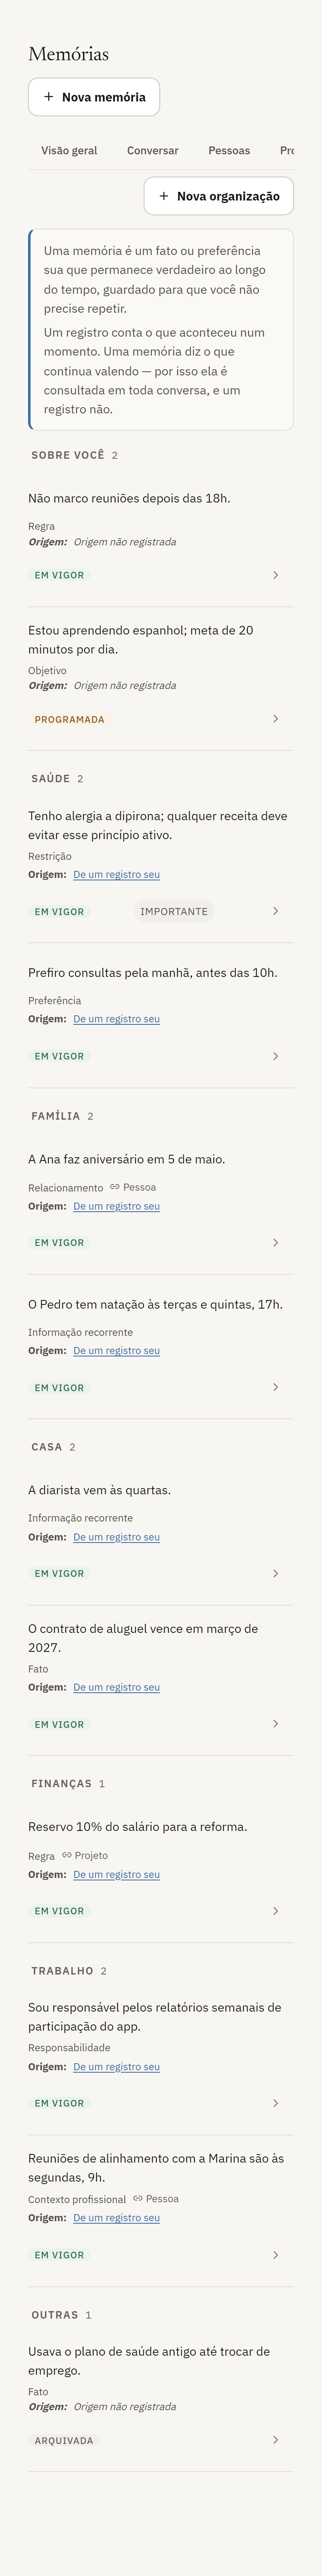 Memórias
+ Nova memória
Visão geral Conversar Pessoas
+ Nova organização
Uma memória é um fato ou preferência
sua que permanece verdadeiro ao longo
do tempo, guardado para que você não
precise repetir.
Um registro conta o que aconteceu num
momento. Uma memória diz o que
continua valendo — por isso ela é
consultada em toda conversa, e um
registro não.
SOBRE VOCÊ 2
Não marco reuniões depois das 18h.
Regra
Origem: Origem não registrada
EM VIGOR
Estou aprendendo espanhol; meta de 20
minutos por dia.
Objetivo
Origem: Origem não registrada
PROGRAMADA
SAÚDE 2
Tenho alergia a dipirona; qualquer receita deve
evitar esse princípio ativo.
Restrição
Origem: De um registro seu
EM VIGOR IMPORTANTE
Prefiro consultas pela manhã, antes das 10h.
Preferência
Origem: De um registro seu
EM VIGOR
FAMÍLIA 2
A Ana faz aniversário em 5 de maio.
Relacionamento Pessoa
Origem: De um registro seu
EM VIGOR
O Pedro tem natação às terças e quintas, 17h.
Informação recorrente
Origem: De um registro seu
EM VIGOR
CASA 2
A diarista vem às quartas.
Informação recorrente
Origem: De um registro seu
EM VIGOR
O contrato de aluguel vence em março de
2027.
Fato
Origem: De um registro seu
EM VIGOR
FINANÇAS 1
Reservo 10% do salário para a reforma.
Regra Projeto
Origem: De um registro seu
EM VIGOR
TRABALHO 2
Sou responsável pelos relatórios semanais de
participação do app.
Responsabilidade
Origem: De um registro seu
EM VIGOR
Reuniões de alinhamento com a Marina são às
segundas, 9h.
Contexto profissional Pessoa
Origem: De um registro seu
EM VIGOR
OUTRAS 1
Usava o plano de saúde antigo até trocar de
emprego.
Fato
Origem: Origem não registrada
ARQUIVADA